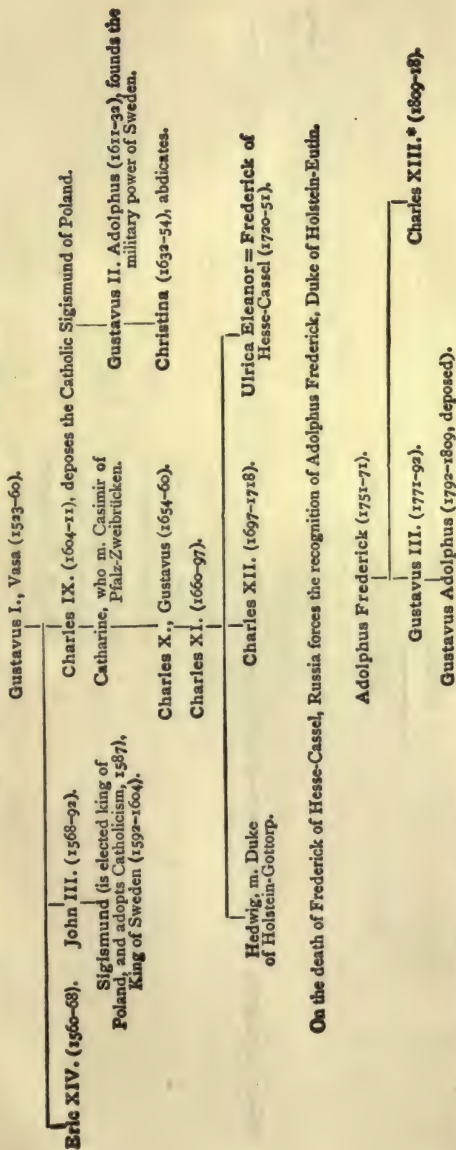 Gustavus I., Vasa (1523-60).
Eric XIV. (1560-68).
John III. (1568-92).
Charles IX. (1604-11), deposes the Catholic Sigismund of Poland.
Sigismund (is elected king of
Poland, and adopts Catholicism, 1587),
King of Sweden (1592-1604).
Catharine, who m. Casimir of
Pfalz-Zweibrücken.
Gustavus II. Adolphus (1611-32), founds the
military power of Sweden.
Christina (1632-54), abdicates.
Charles X., Gustavus (1654-60).
Charles XI. (1660-97).
Hedwig, m. Duke
of Holstein-Gottorp.
Charles XII. (1697-1718).
Ulrica Eleanor = Frederick of
Hesse-Cassel (1720-51).
On the death of Frederick of Hesse-Cassel, Russia forces the recognition of Adolphus Frederick, Duke of Holstein-Eutin.
Adolphus Frederick (1751-71)
Gustavus III. (1771-92).
Charles XIII.* (1809-18).
Gustavus Adolphus (1792-1809, deposed).